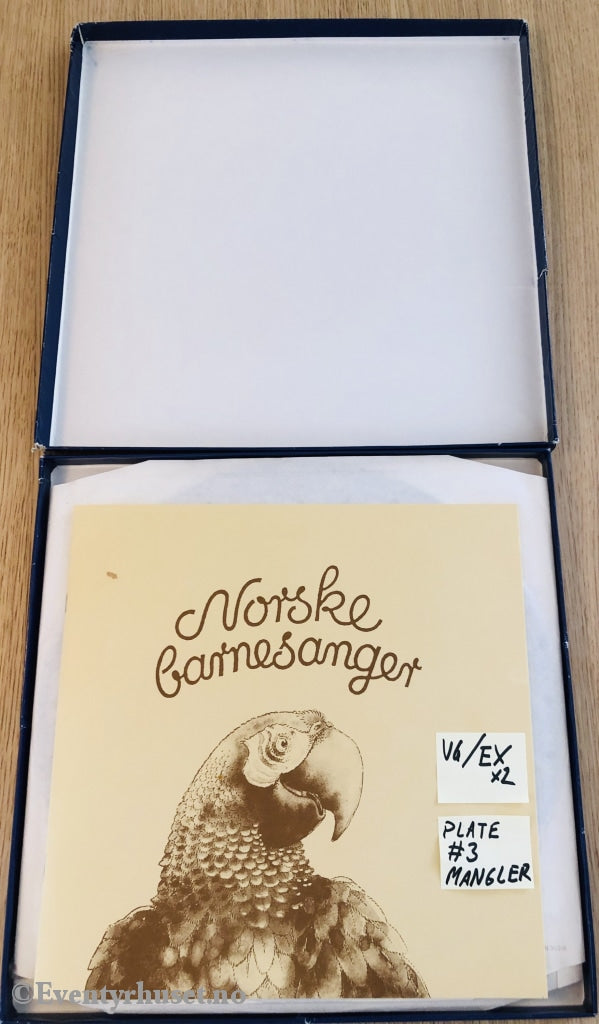 Norske
barnesanger
VG/EX
x2
PLATE
#3
MANGLER
©Eventyrhuset.no